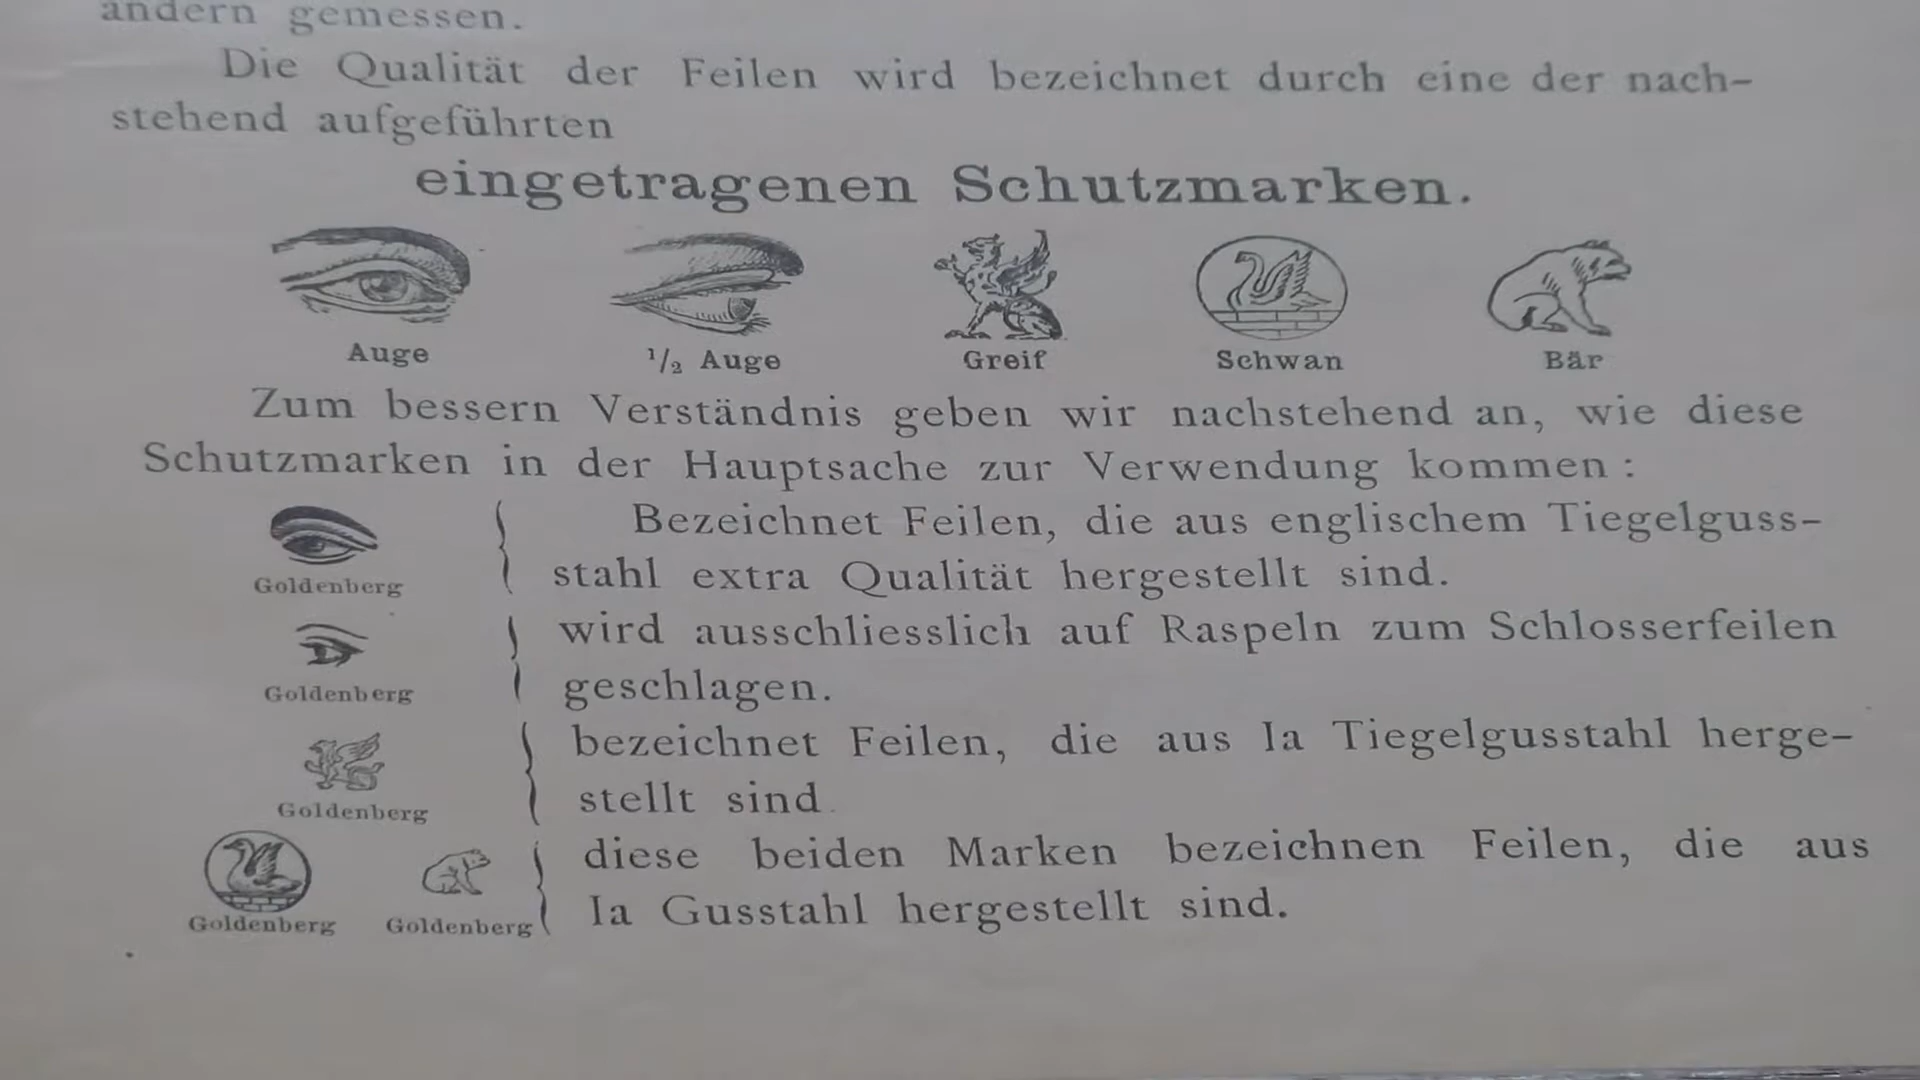 andern gemessen.
Die Qualität der Feilen wird bezeichnet durch eine der nach-
stehend aufgeführten
eingetragenen Schutzmarken.
Auge 1/2 Auge Greif Schwan Bär
Zum bessern Verständnis geben wir nachstehend an, wie diese
Schutzmarken in der Hauptsache zur Verwendung kommen:
Bezeichnet Feilen, die aus englischem Tiegelguss-
stahl extra Qualität hergestellt sind.
Goldenberg
wird ausschliesslich auf Raspeln zum Schlosserfeilen
geschlagen.
Goldenberg
bezeichnet Feilen, die aus Ia Tiegelgusstahl herge-
stellt sind.
Goldenberg
diese beiden Marken bezeichnen Feilen, die aus
Ia Gusstahl hergestellt sind.
Goldenberg Goldenberg